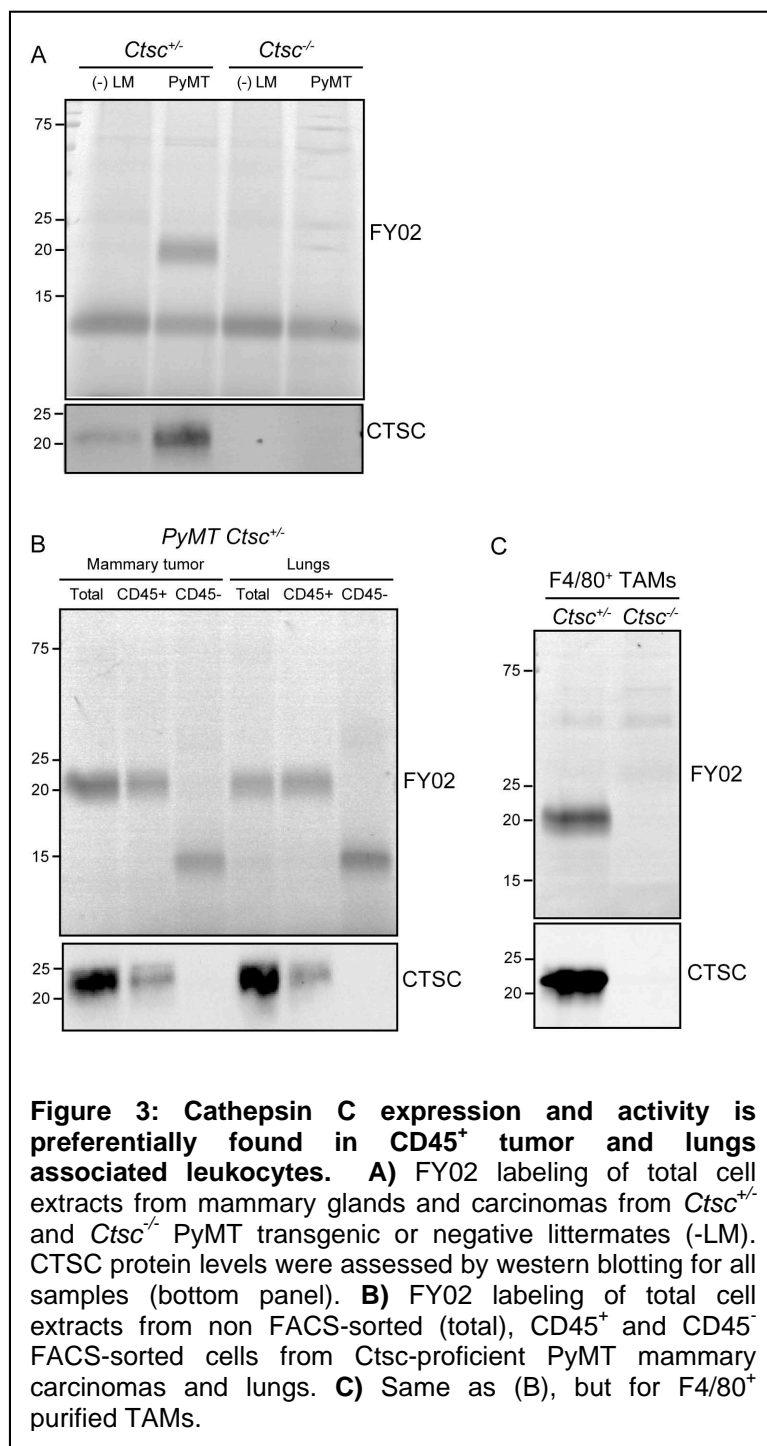 A
Ctsc+/- Ctsc-/-
(-) LM PyMT (-) LM PyMT
75
25
20
15
FY02
25
20
CTSC
B
PyMT Ctsc+/-
Mammary tumor Lungs
Total CD45+ CD45- Total CD45+ CD45-
75
25
20
15
FY02
25
20
CTSC
C
F4/80+ TAMs
Ctsc+/- Ctsc-/-
75
25
20
15
FY02
25
20
CTSC
Figure 3: Cathepsin C expression and activity is
preferentially found in CD45+ tumor and lungs
associated leukocytes. A) FY02 labeling of total cell
extracts from mammary glands and carcinomas from Ctsc+/-
and Ctsc-/- PyMT transgenic or negative littermates (-LM).
CTSC protein levels were assessed by western blotting for all
samples (bottom panel). B) FY02 labeling of total cell
extracts from non FACS-sorted (total), CD45+ and CD45-
FACS-sorted cells from Ctsc-proficient PyMT mammary
carcinomas and lungs. C) Same as (B), but for F4/80+
purified TAMs.